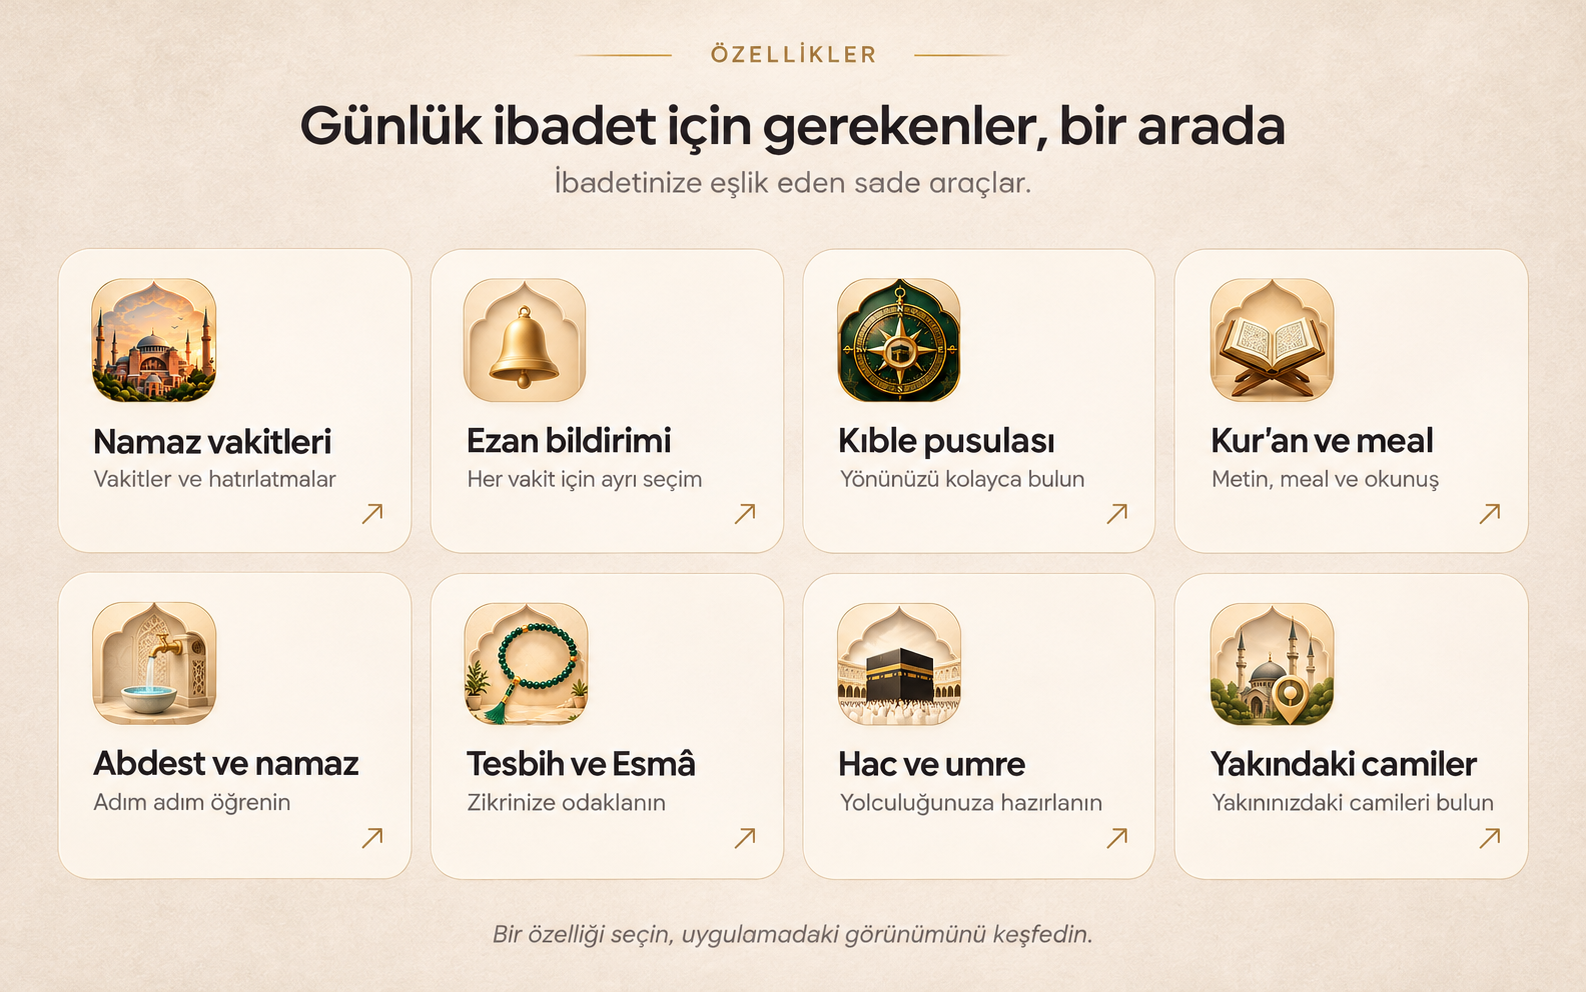 ÖZELLİKLER
Günlük ibadet için gerekenler, bir arada
İbadetinize eşlik eden sade araçlar.
Namaz vakitleri
Vakitler ve hatırlatmalar
Ezan bildirimi
Her vakit için ayrı seçim
Kıble pusulası
Yönünüzü kolayca bulun
Kur'an ve meal
Metin, meal ve okunuş
Abdest ve namaz
Adım adım öğrenin
Tesbih ve Esmâ
Zikrinize odaklanın
Hac ve umre
Yolculuğunuza hazırlanın
Yakındaki camiler
Yakınınızdaki camileri bulun
Bir özelliği seçin, uygulamadaki görünümünü keşfedin.